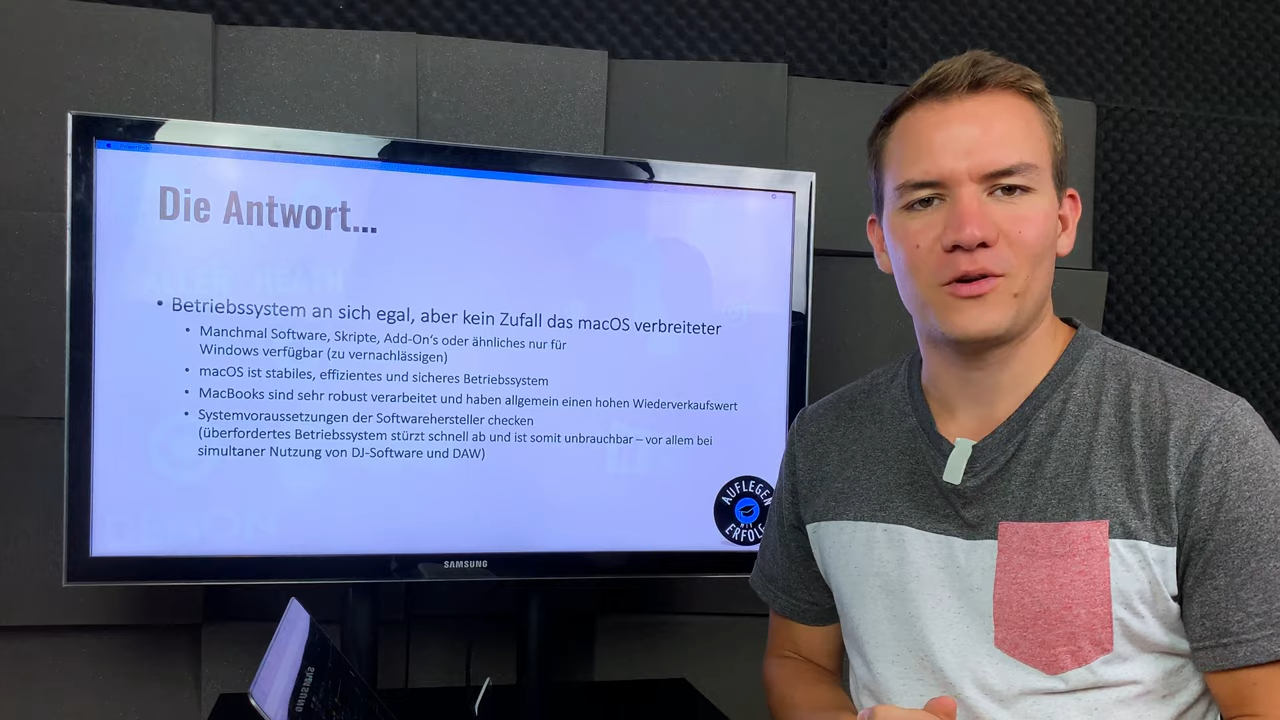 Die Antwort...
• Betriebssystem an sich egal, aber kein Zufall das macOS verbreiteter
• Manchmal Software, Skripte, Add-On's oder ähnliches nur für
Windows verfügbar (zu vernachlässigen)
• macOS ist stabiles, effizientes und sicheres Betriebssystem
• MacBooks sind sehr robust verarbeitet und haben allgemein einen hohen Wiederverkaufswert
• Systemvoraussetzungen der Softwarehersteller checken
(überfordertes Betriebssystem stürzt schnell ab und ist somit unbrauchbar – vor allem bei
simultaner Nutzung von DJ-Software und DAW)
AUFLEGEN
MIT
ERFOLG
SAMSUNG
SAMSUNG